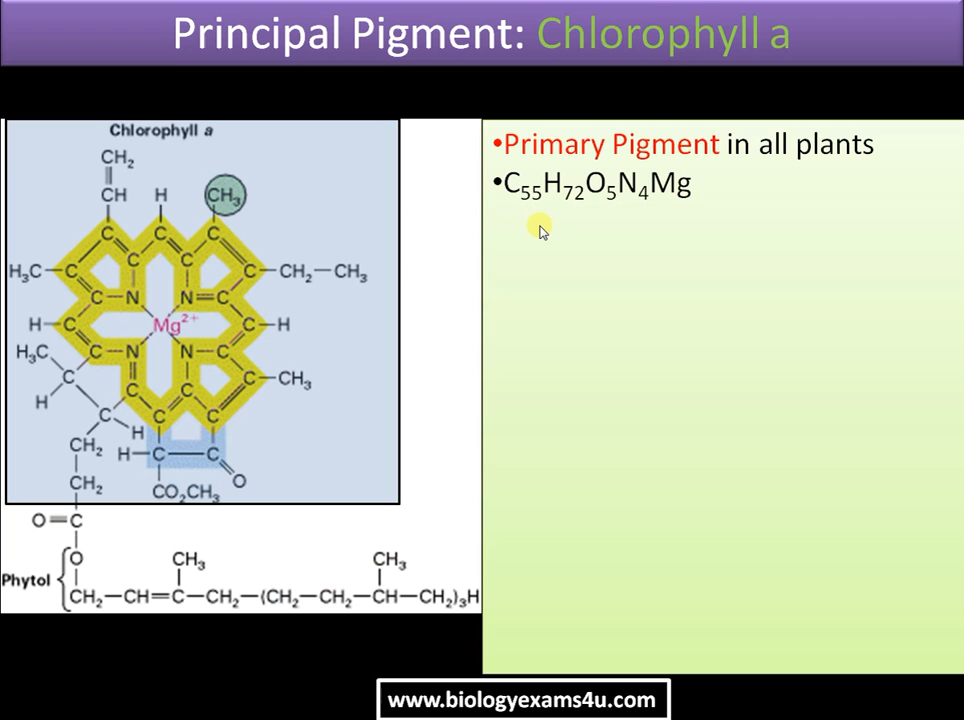 Principal Pigment: Chlorophyll a
Chlorophyll a
CH₂
CH H CH₃
C C C
C C
H₃C C C CH₂—CH₃
C—N N=C
H—C Mg²⁺ C—H
H₃C C—N N—C
C C—CH₃
H C C
C C C
H
CH₂ H—C C
CH₂ CO₂CH₃ O
O=C
O CH₃ CH₃
Phytol
CH₂—CH=C—CH₂—(CH₂—CH₂—CH—CH₂)₃H
•Primary Pigment in all plants
•C₅₅H₇₂O₅N₄Mg
www.biologyexams4u.com